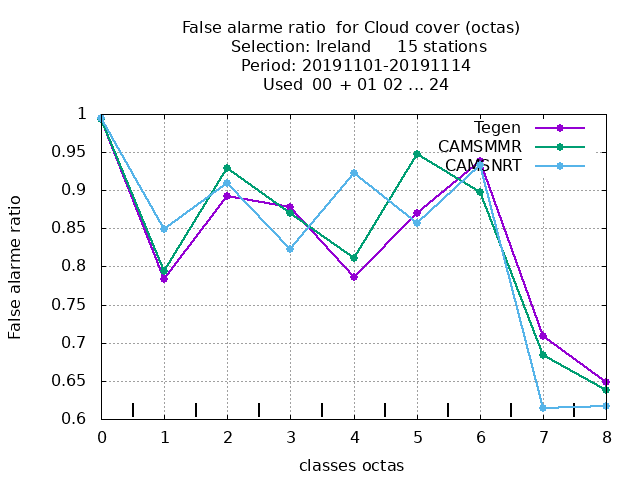 False alarme ratio  for Cloud cover (octas)
Selection: Ireland     15 stations
Period: 20191101-20191114
Used  00 + 01 02 ... 24
Tegen
CAMSMMR
CAMSNRT
False alarme ratio
1
0.95
0.9
0.85
0.8
0.75
0.7
0.65
0.6
0 1 2 3 4 5 6 7 8
classes octas